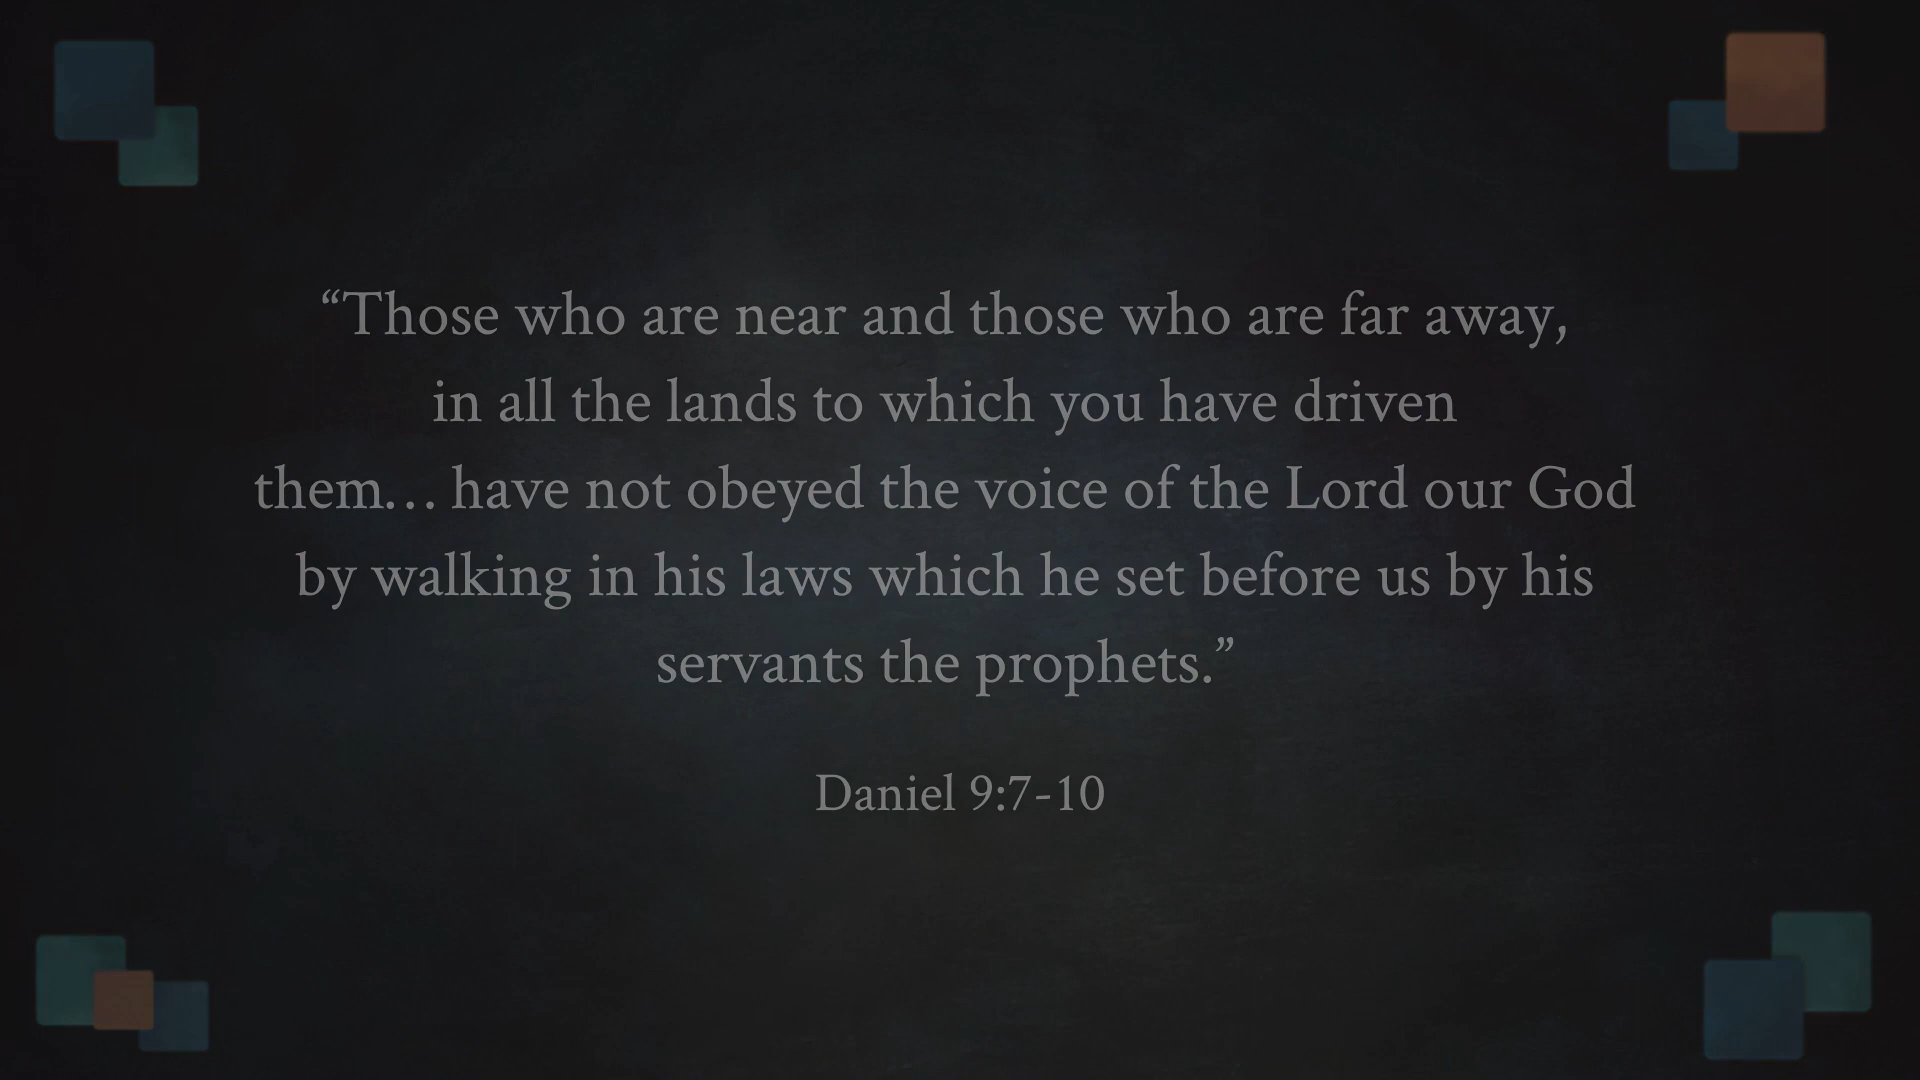 “Those who are near and those who are far away,
in all the lands to which you have driven
them… have not obeyed the voice of the Lord our God
by walking in his laws which he set before us by his
servants the prophets.”
Daniel 9:7-10